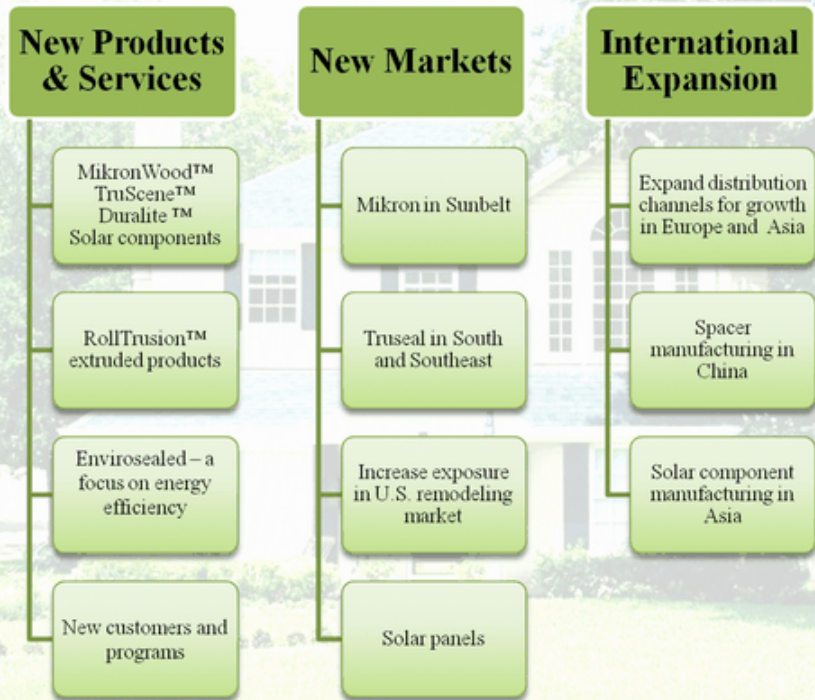 New Products
& Services
MikronWood™
TruScene™
Duralite ™
Solar components
RollTrusion™
extruded products
Envirosealed – a
focus on energy
efficiency
New customers and
programs
New Markets
Mikron in Sunbelt
Truseal in South
and Southeast
Increase exposure
in U.S. remodeling
market
Solar panels
International
Expansion
Expand distribution
channels for growth
in Europe and Asia
Spacer
manufacturing in
China
Solar component
manufacturing in
Asia